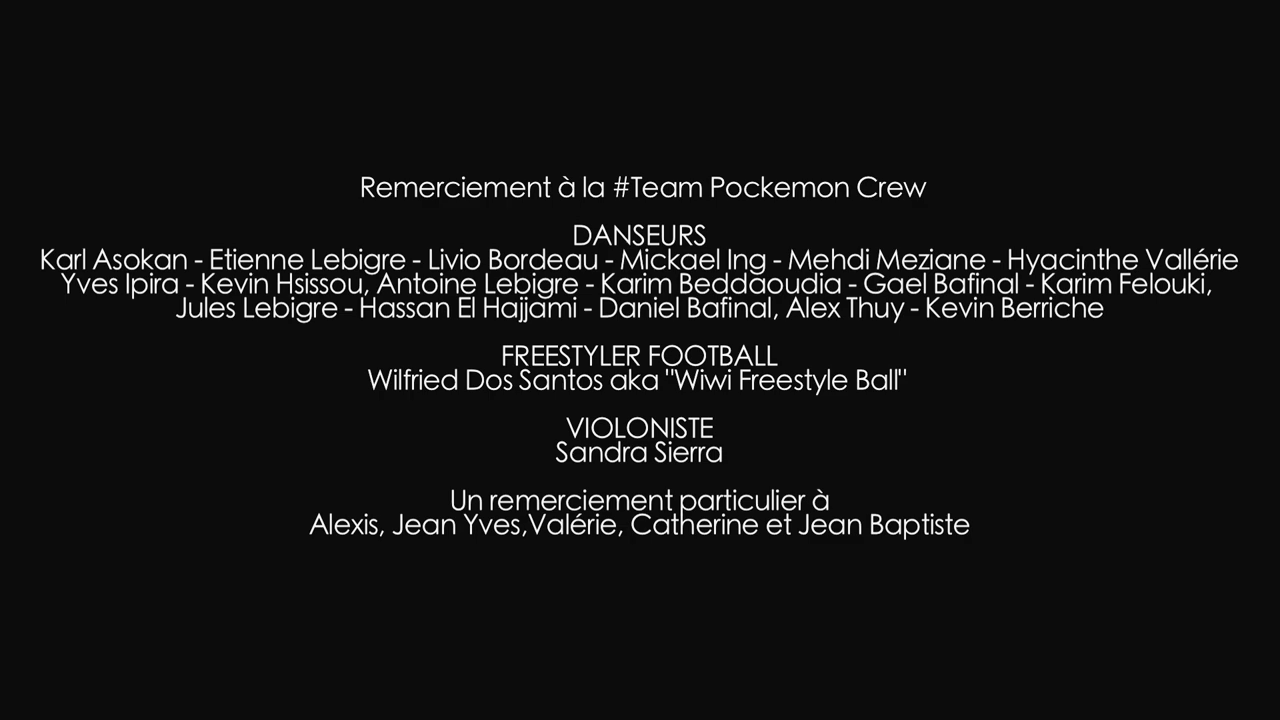 Remerciement à la #Team Pockemon Crew
DANSEURS
Karl Asokan - Etienne Lebigre - Livio Bordeau - Mickael Ing - Mehdi Meziane - Hyacinthe Vallérie
Yves Ipira - Kevin Hsissou, Antoine Lebigre - Karim Beddaoudia - Gael Bafinal - Karim Felouki,
Jules Lebigre - Hassan El Hajjami - Daniel Bafinal, Alex Thuy - Kevin Berriche
FREESTYLER FOOTBALL
Wilfried Dos Santos aka "Wiwi Freestyle Ball"
VIOLONISTE
Sandra Sierra
Un remerciement particulier à
Alexis, Jean Yves,Valérie, Catherine et Jean Baptiste